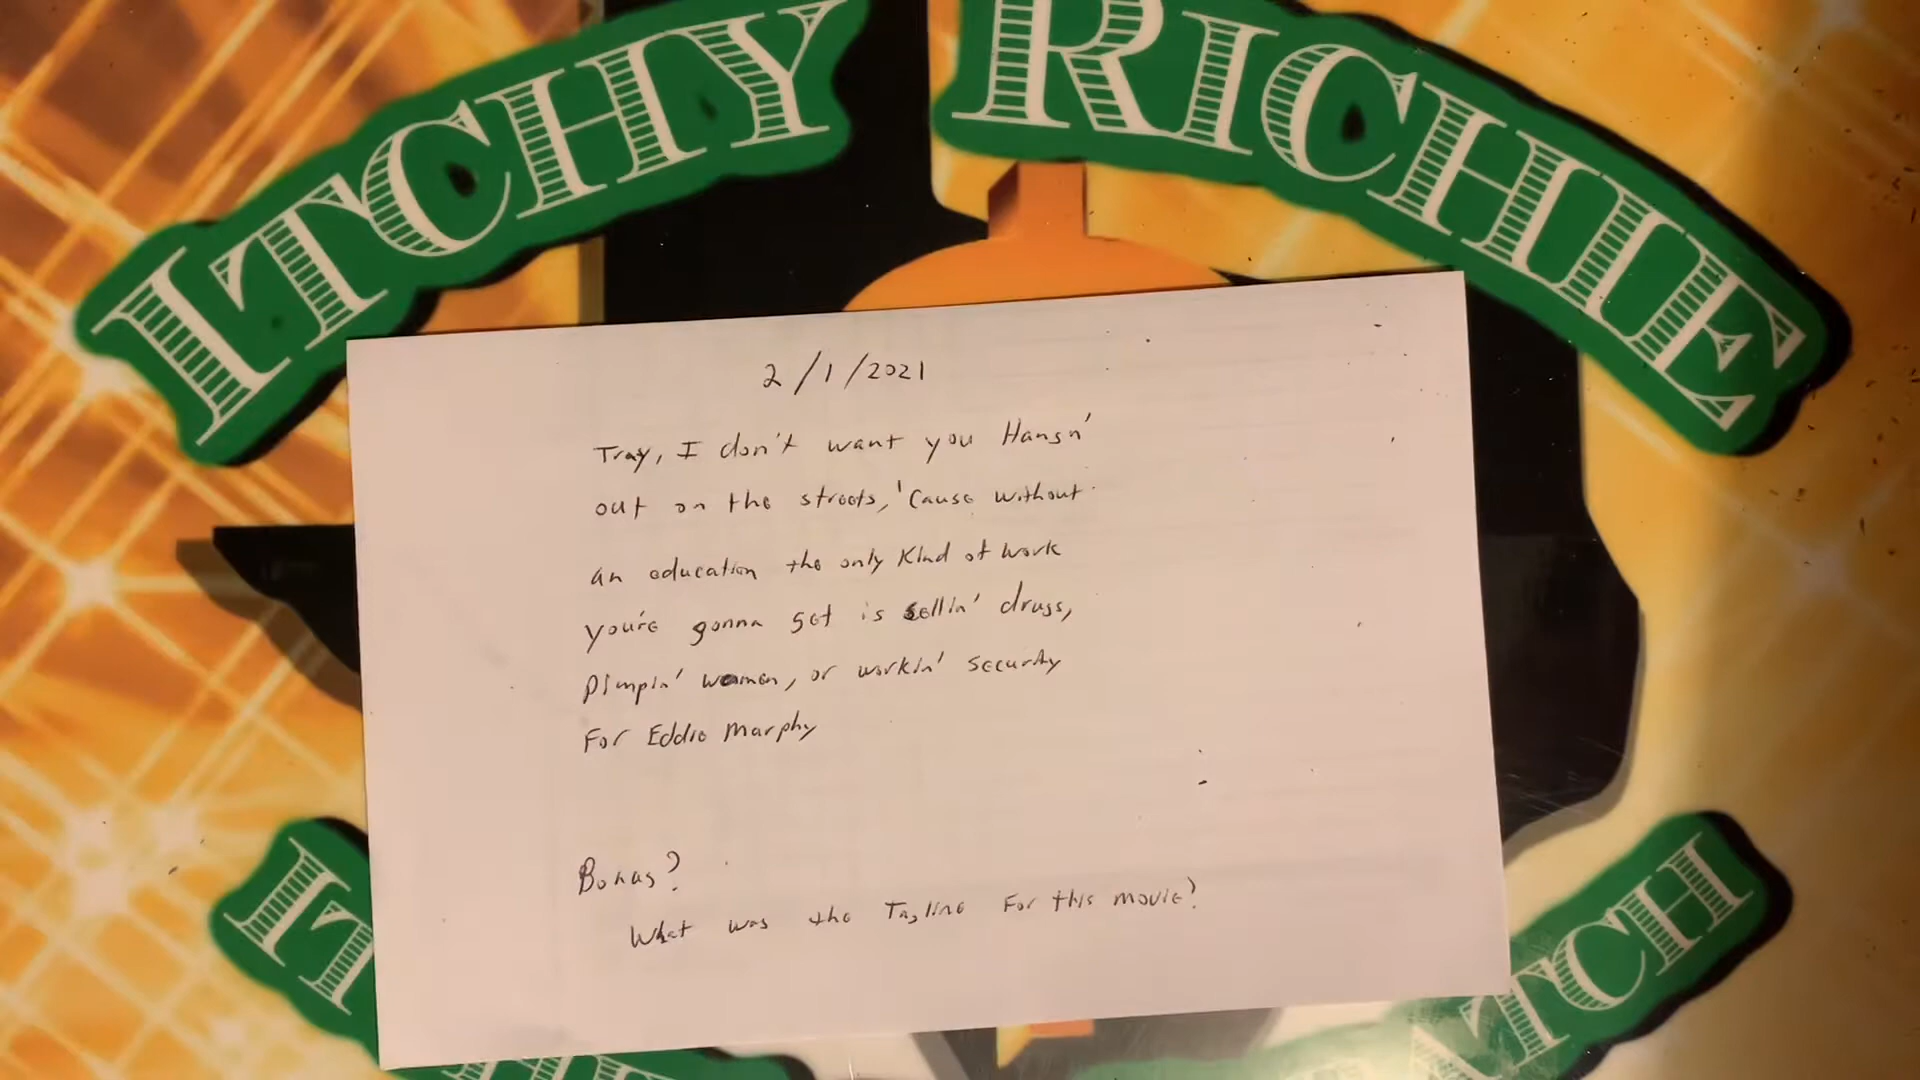 ITCHY RICHIE
2/1/2021
Tray, I don't want you Hangn'
out on the streets, 'Cause without
an education the only Kind of work
you're gonna get is sellin' drugs,
Pimpin' women, or workin' security
For Eddie Murphy
Bonus?
What was the Tagline For this movie?
IT
TCH